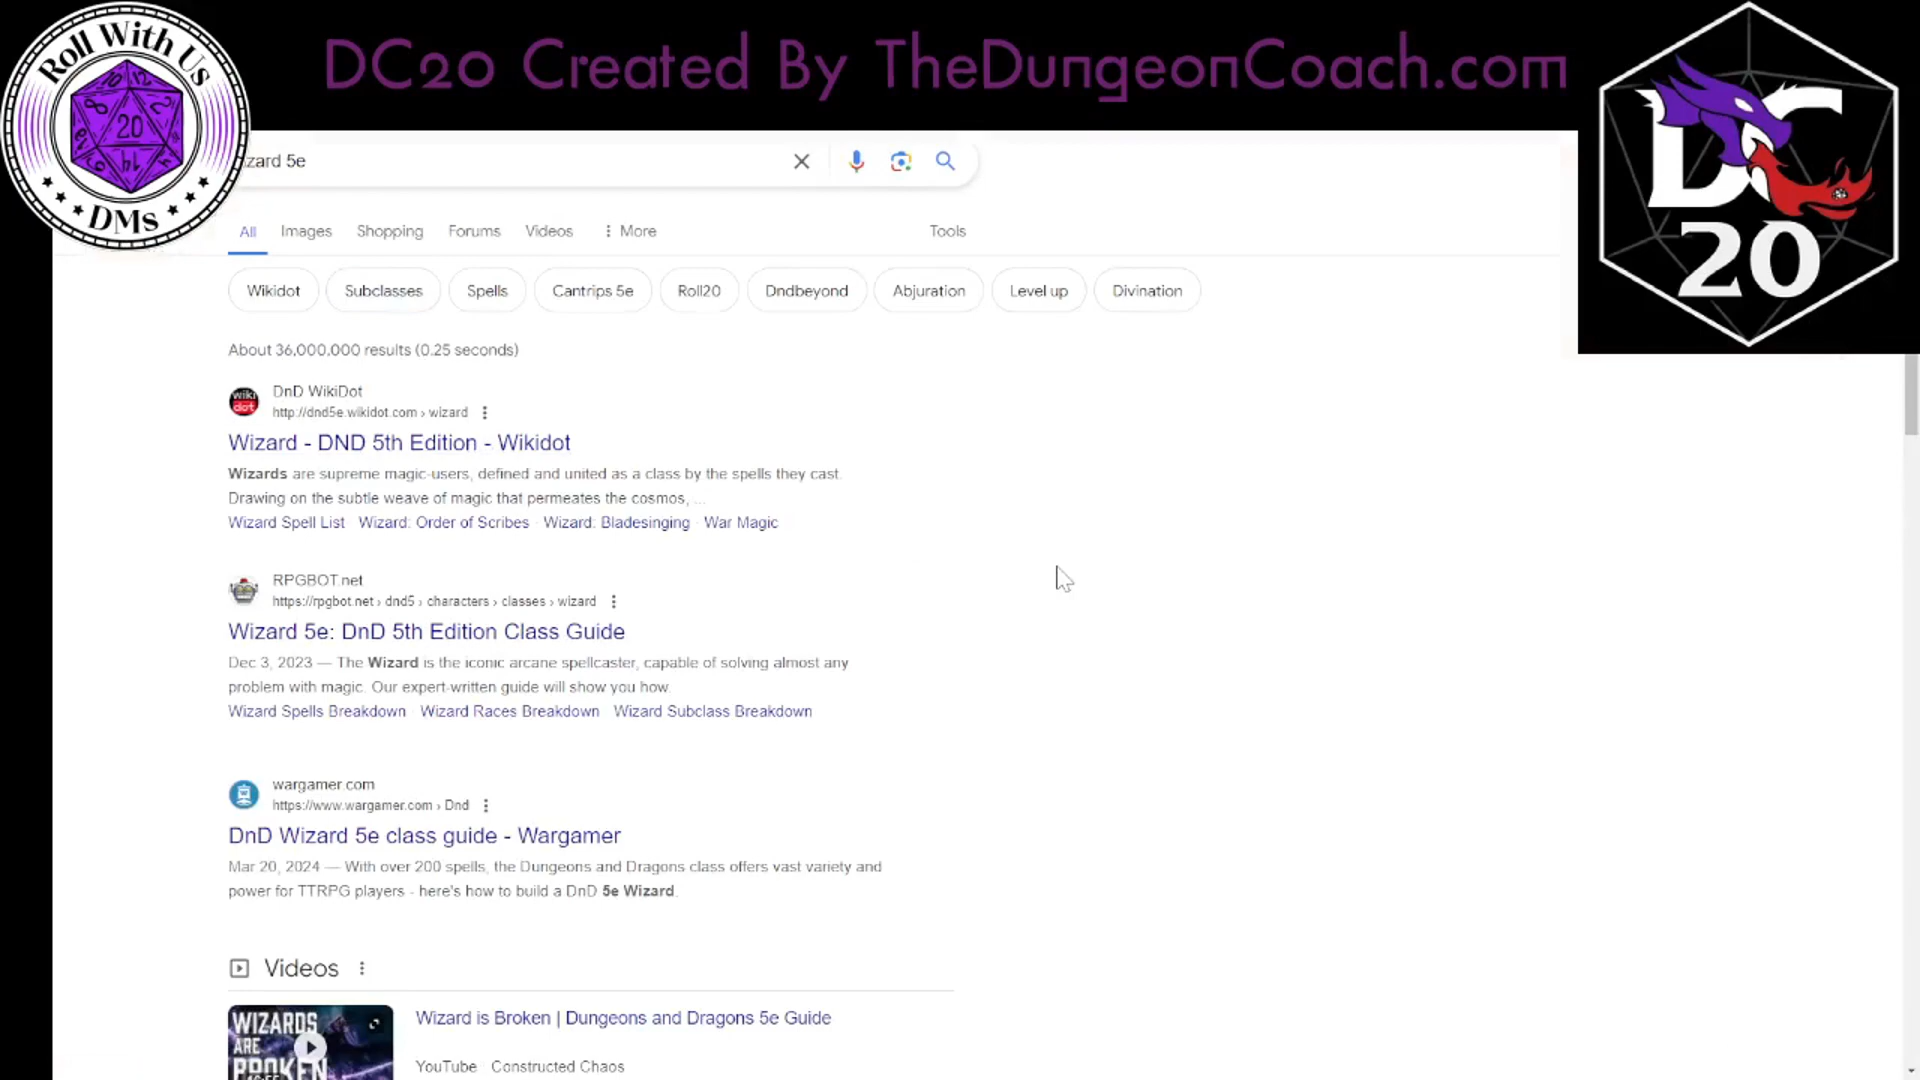 Roll With Us
20
DMs
DC20 Created By TheDungeonCoach.com
DC
20
zard 5e
All Images Shopping Forums Videos More Tools
Wikidot Subclasses Spells Cantrips 5e Roll20 Dndbeyond Abjuration Level up Divination
About 36,000,000 results (0.25 seconds)
wiki
dot
DnD WikiDot
http://dnd5e.wikidot.com › wizard
Wizard - DND 5th Edition - Wikidot
Wizards are supreme magic-users, defined and united as a class by the spells they cast.
Drawing on the subtle weave of magic that permeates the cosmos, ...
Wizard Spell List · Wizard: Order of Scribes · Wizard: Bladesinging · War Magic
RPGBOT.net
https://rpgbot.net › dnd5 › characters › classes › wizard
Wizard 5e: DnD 5th Edition Class Guide
Dec 3, 2023 — The Wizard is the iconic arcane spellcaster, capable of solving almost any
problem with magic. Our expert-written guide will show you how.
Wizard Spells Breakdown · Wizard Races Breakdown · Wizard Subclass Breakdown
wargamer.com
https://www.wargamer.com › Dnd
DnD Wizard 5e class guide - Wargamer
Mar 20, 2024 — With over 200 spells, the Dungeons and Dragons class offers vast variety and
power for TTRPG players - here's how to build a DnD 5e Wizard.
Videos
WIZARDS
ARE
BROKEN
Wizard is Broken | Dungeons and Dragons 5e Guide
YouTube · Constructed Chaos